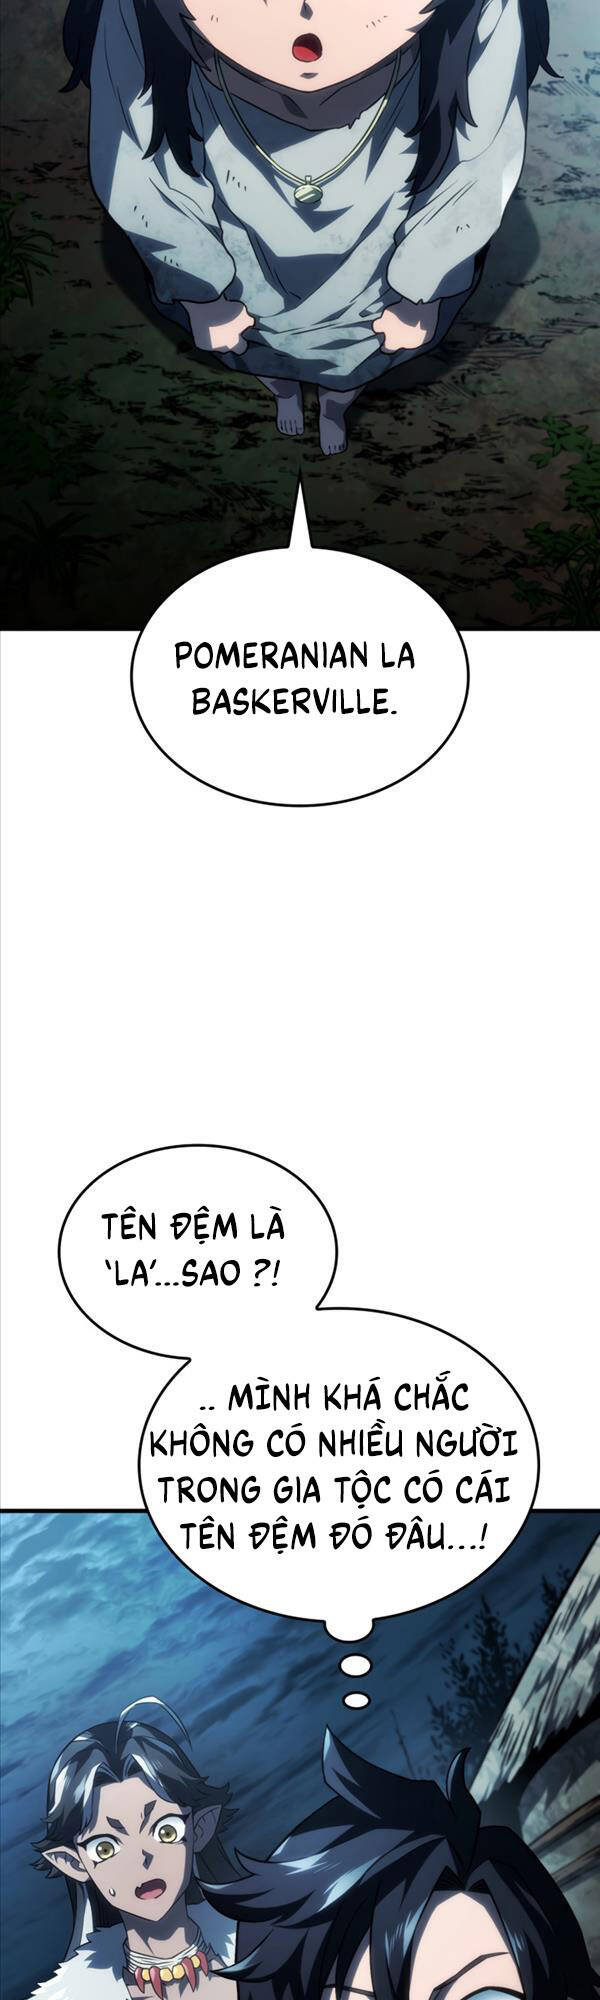 POMERANIAN LA
BASKERVILLE.
TÊN ĐỆM LÀ
‘LA’...SAO ?!
.. MÌNH KHÁ CHẮC
KHÔNG CÓ NHIỀU NGƯỜI
TRONG GIA TỘC CÓ CÁI
TÊN ĐỆM ĐÓ ĐÂU...!